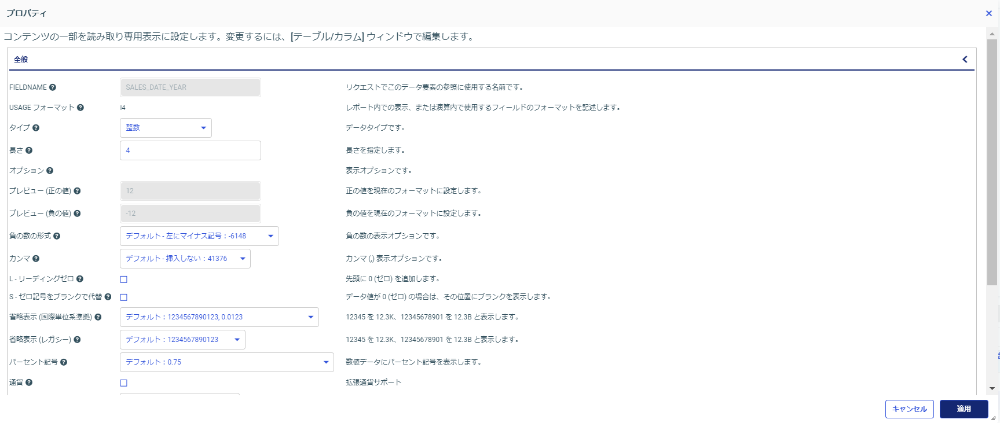 プロパティ
コンテンツの一部を読み取り専用表示に設定します。変更するには、[テーブル/カラム] ウィンドウで編集します。
全般
FIELDNAME SALES_DATE_YEAR リクエストでこのデータ要素の参照に使用する名前です。
USAGE フォーマット I4 レポート内での表示、または演算内で使用するフィールドのフォーマットを記述します。
タイプ 整数 データタイプです。
長さ 4 長さを指定します。
オプション 表示オプションです。
プレビュー (正の値) 12 正の値を現在のフォーマットに設定します。
プレビュー (負の値) -12 負の値を現在のフォーマットに設定します。
負の数の形式 デフォルト - 左にマイナス記号 : -6148 負の数の表示オプションです。
カンマ デフォルト - 挿入しない : 41376 カンマ (,) 表示オプションです。
L - リーディングゼロ 先頭に 0 (ゼロ) を追加します。
S - ゼロ記号をブランクで代替 データ値が 0 (ゼロ) の場合は、その位置にブランクを表示します。
省略表示 (国際単位系準拠) デフォルト : 1234567890123, 0.0123 12345 を 12.3K、12345678901 を 12.3B と表示します。
省略表示 (レガシー) デフォルト : 1234567890123 12345 を 12.3K、12345678901 を 12.3B と表示します。
パーセント記号 デフォルト : 0.75 数値データにパーセント記号を表示します。
通貨 拡張通貨サポート
キャンセル 適用